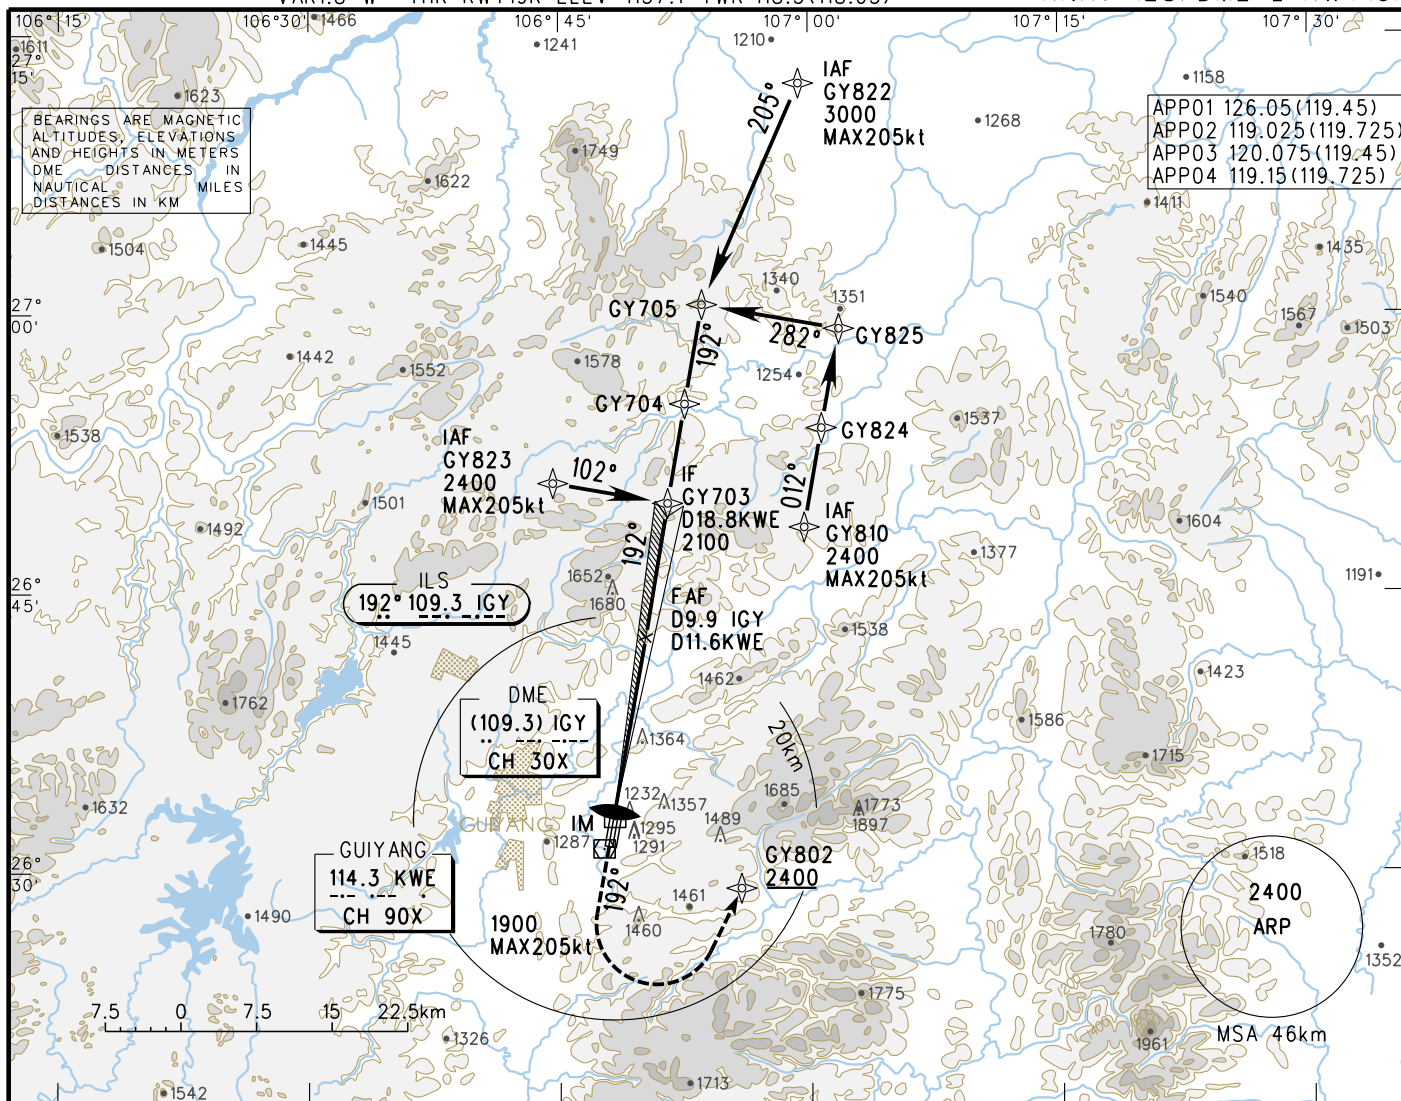 106°15'
106°30'
106°45'
107°00'
107°15'
107°30'
1466
1241
1210
1611
27°
15'
1623
BEARINGS ARE MAGNETIC
ALTITUDES, ELEVATIONS
AND HEIGHTS IN METERS
DME DISTANCES IN
NAUTICAL MILES
DISTANCES IN KM
IAF
GY822
3000
MAX205kt
205°
1158
1268
APP01 126.05(119.45)
APP02 119.025(119.725)
APP03 120.075(119.45)
APP04 119.15(119.725)
1749
1622
1411
1504
1445
1435
1340
1351
1540
1567
1503
27°
00'
GY705
282°
GY825
192°
1442
1552
1578
1254
GY704
1537
1538
GY824
IAF
GY823
2400
MAX205kt
102°
IF
GY703
D18.8KWE
2100
012°
IAF
GY810
2400
MAX205kt
1501
1492
1604
192°
1377
1191
26°
45'
ILS
192° 109.3 IGY
1652
1680
FAF
D9.9 IGY
D11.6KWE
1445
1538
1462
1423
1762
DME
(109.3) IGY
CH 30X
1586
1364
20km
1715
1632
1232
1357
1685
1773
1897
GUIYANG
IM
1295
1291
1489
1287
26°
30'
GUIYANG
114.3 KWE
CH 90X
GY802
2400
1518
192°
1461
1460
1490
1900
MAX205kt
2400
ARP
1780
1352
1775
7.5 0 7.5 15 22.5km
1326
1961
MSA 46km
1542
1713